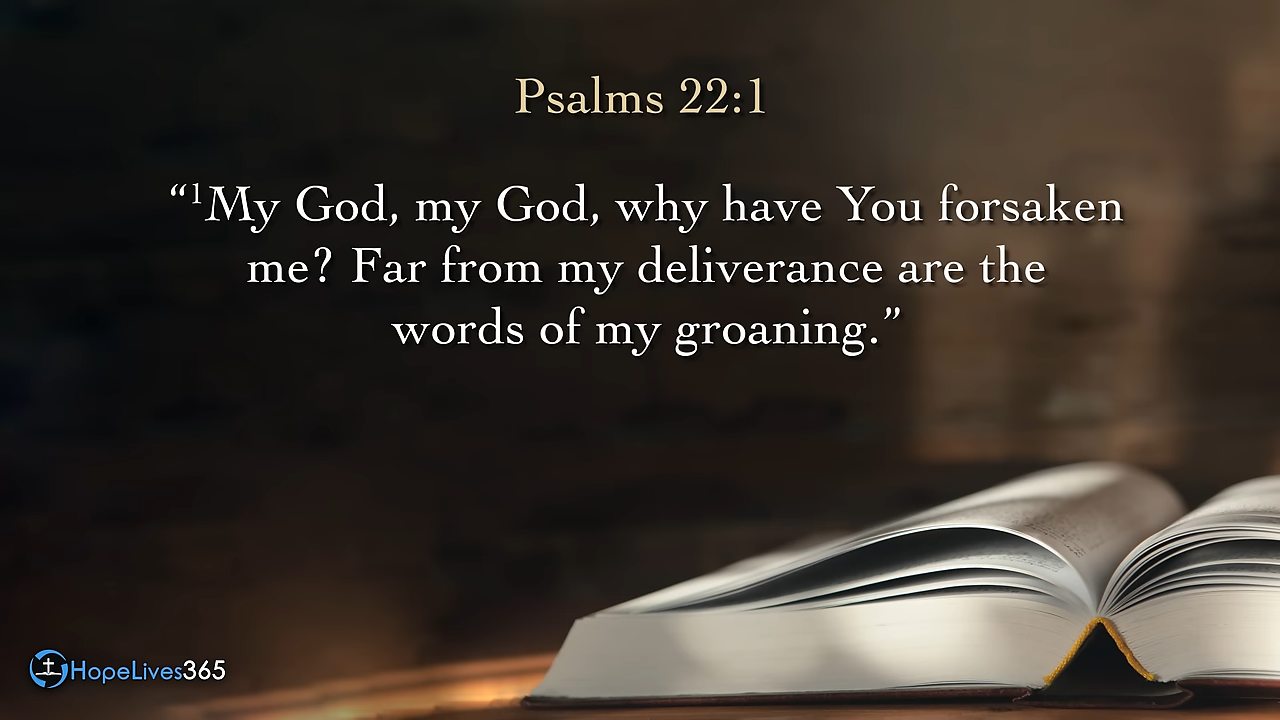 Psalms 22:1
“¹My God, my God, why have You forsaken
me? Far from my deliverance are the
words of my groaning.”
HopeLives365